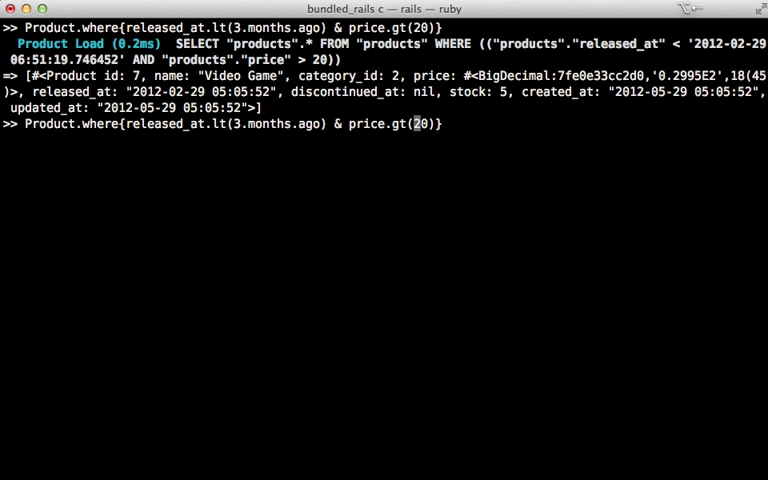 bundled_rails c — rails — ruby
>> Product.where{released_at.lt(3.months.ago) & price.gt(20)}
Product Load (0.2ms)  SELECT "products".* FROM "products" WHERE (("products"."released_at" < '2012-02-29
06:51:19.746452' AND "products"."price" > 20))
=> [#<Product id: 7, name: "Video Game", category_id: 2, price: #<BigDecimal:7fe0e33cc2d0,'0.2995E2',18(45
)>, released_at: "2012-02-29 05:05:52", discontinued_at: nil, stock: 5, created_at: "2012-05-29 05:05:52",
updated_at: "2012-05-29 05:05:52">]
>> Product.where{released_at.lt(3.months.ago) & price.gt(20)}